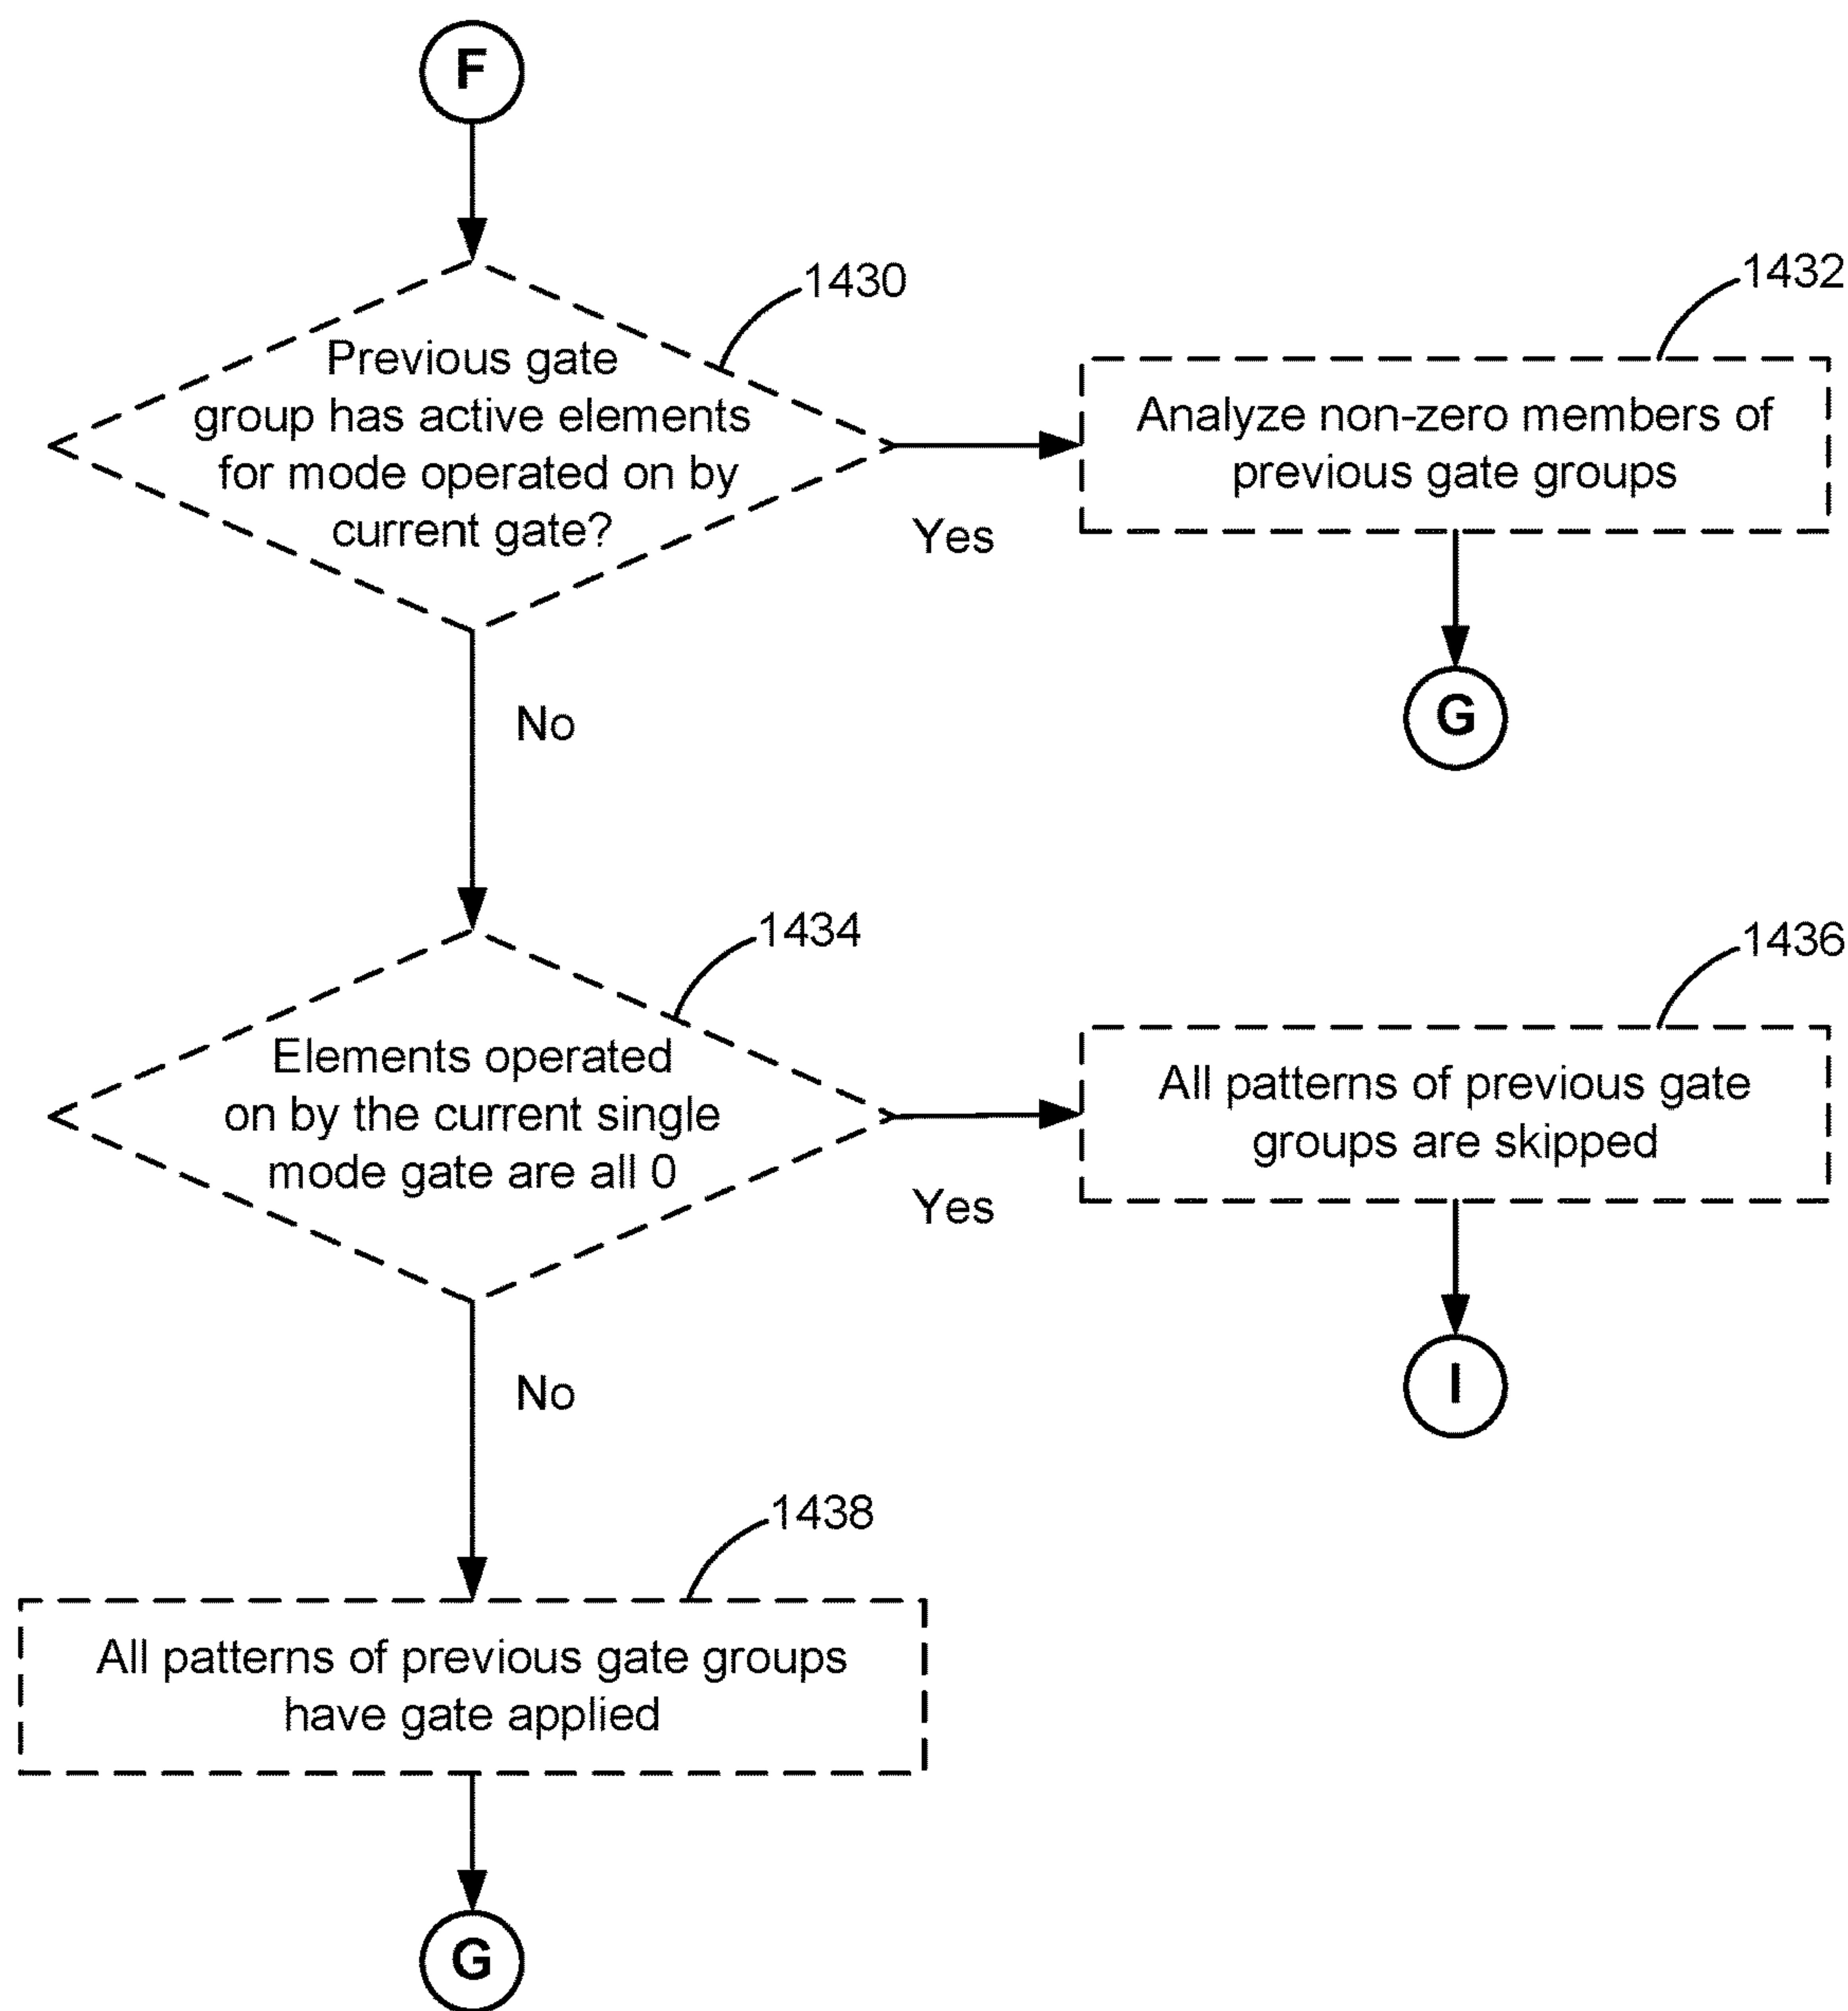 F
1430
Previous gate
group has active elements
for mode operated on by
current gate?
Yes
1432
Analyze non-zero members of
previous gate groups
G
No
1434
Elements operated
on by the current single
mode gate are all 0
Yes
1436
All patterns of previous gate
groups are skipped
I
No
1438
All patterns of previous gate groups
have gate applied
G